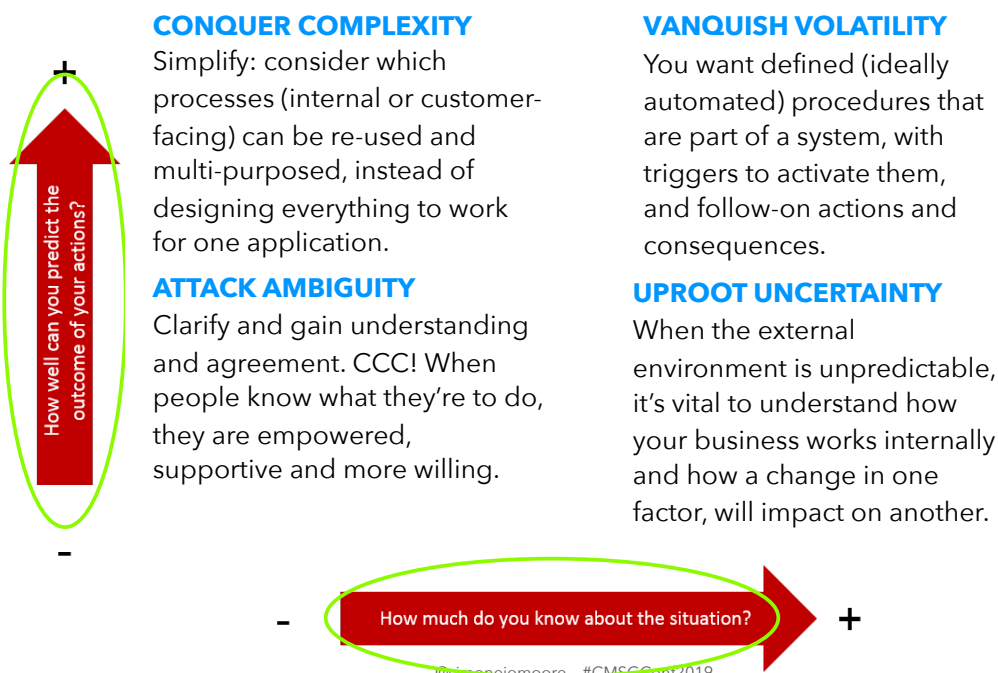 CONQUER COMPLEXITY
Simplify: consider which
processes (internal or customer-
facing) can be re-used and
multi-purposed, instead of
designing everything to work
for one application.
VANQUISH VOLATILITY
You want defined (ideally
automated) procedures that
are part of a system, with
triggers to activate them,
and follow-on actions and
consequences.
ATTACK AMBIGUITY
Clarify and gain understanding
and agreement. CCC! When
people know what they're to do,
they are empowered,
supportive and more willing.
UPROOT UNCERTAINTY
When the external
environment is unpredictable,
it's vital to understand how
your business works internally
and how a change in one
factor, will impact on another.
+
How well can you predict the
outcome of your actions?
-
-
How much do you know about the situation?
+